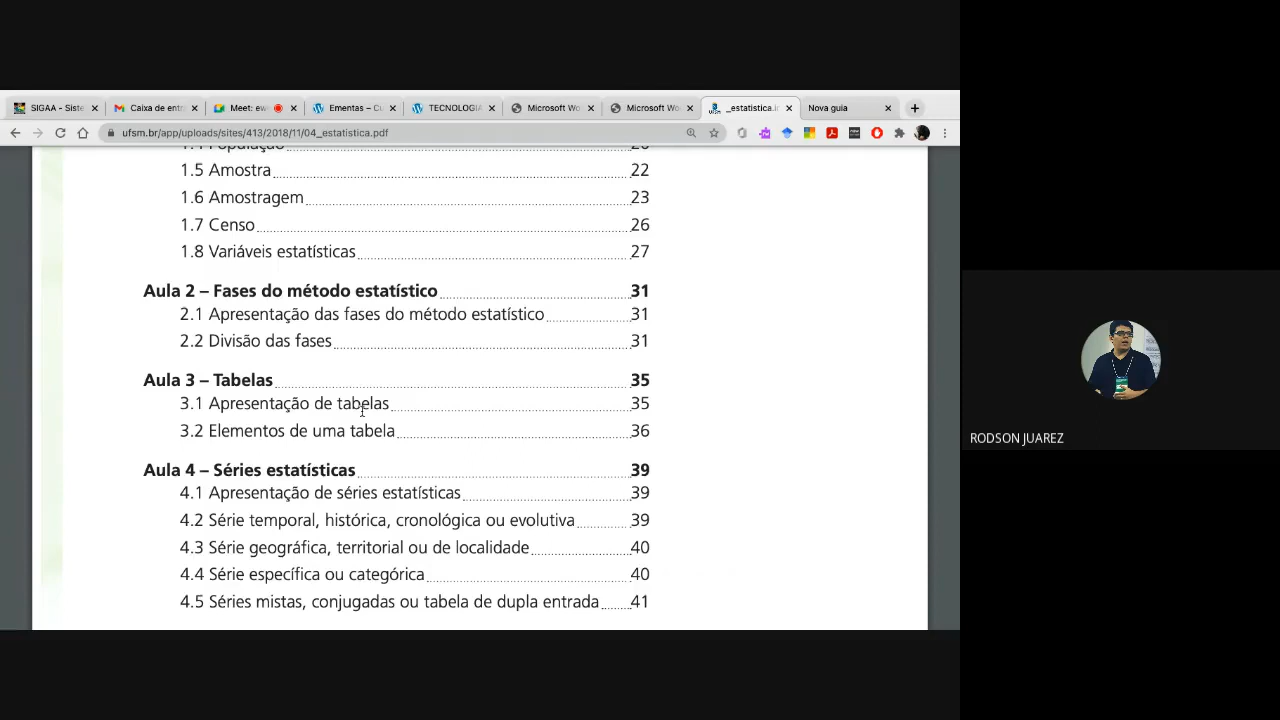 SIGAA - Siste
Caixa de entra
Meet: ew
Ementas – Cu
TECNOLOGIA
Microsoft Wo
Microsoft Wo
_estatistica.i
Nova guia
ufsm.br/app/uploads/sites/413/2018/11/04_estatistica.pdf
1.4 População 20
1.5 Amostra 22
1.6 Amostragem 23
1.7 Censo 26
1.8 Variáveis estatísticas 27
Aula 2 – Fases do método estatístico 31
2.1 Apresentação das fases do método estatístico 31
2.2 Divisão das fases 31
Aula 3 – Tabelas 35
3.1 Apresentação de tabelas 35
3.2 Elementos de uma tabela 36
Aula 4 – Séries estatísticas 39
4.1 Apresentação de séries estatísticas 39
4.2 Série temporal, histórica, cronológica ou evolutiva 39
4.3 Série geográfica, territorial ou de localidade 40
4.4 Série específica ou categórica 40
4.5 Séries mistas, conjugadas ou tabela de dupla entrada 41
RODSON JUAREZ